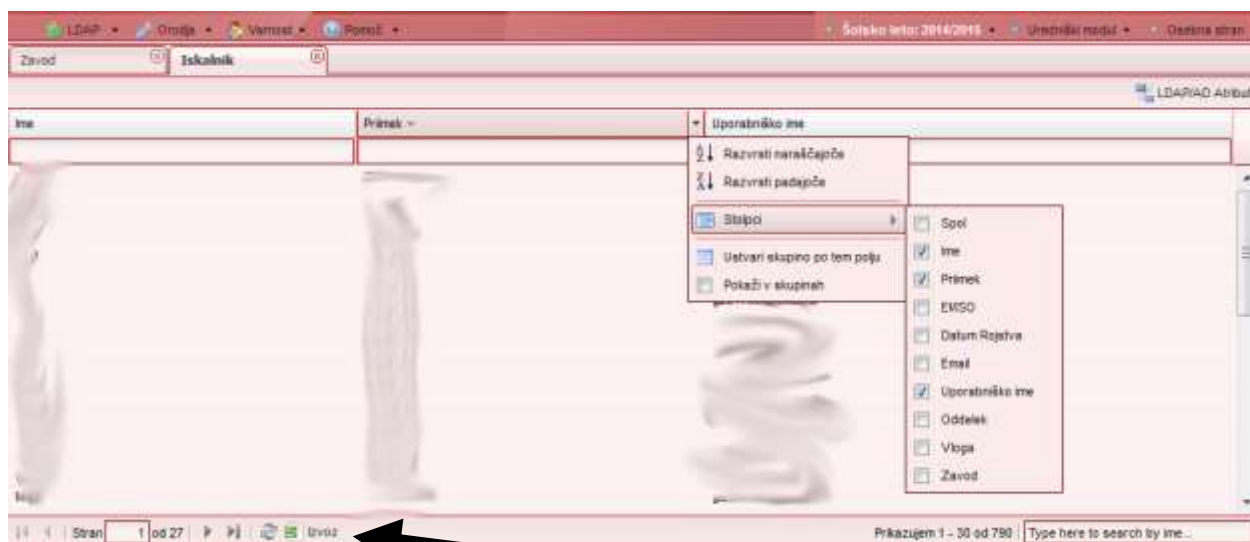 LDAP Orodja Varnost Pomoč Šolsko leto: 2014/2015 Uredniški modul Osebna stran
Zavod Iskalnik
LDAP/AD Atribut
Ime Priimek Uporabniško ime
Razvrsti naraščajoče
Razvrsti padajoče
Stolpci
Ustvari skupino po tem polju
Pokaži v skupinah
Spol
Ime
Priimek
EMŠO
Datum Rojstva
Email
Uporabniško ime
Oddelek
Vloga
Zavod
Stran 1 od 27 Izvoz Prikazujem 1 - 30 od 790 Type here to search by ime...